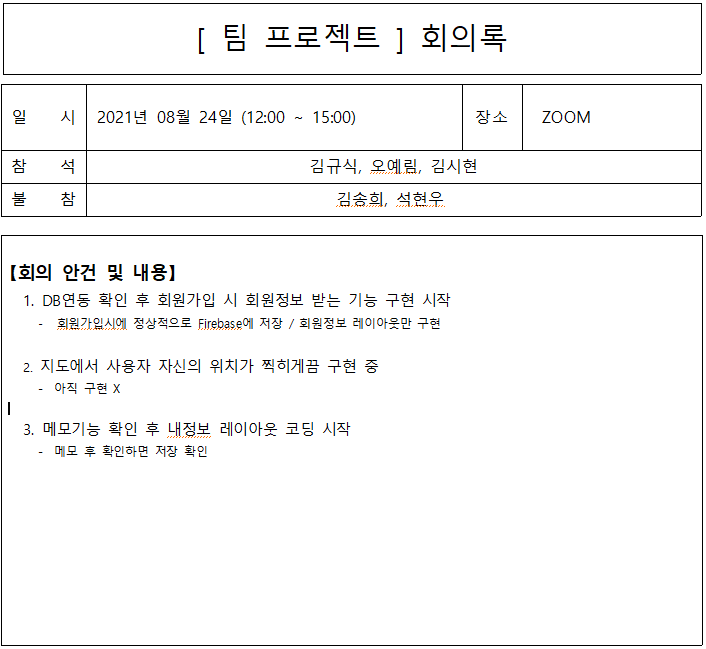 [ 팀 프로젝트 ] 회의록
일 시 2021년 08월 24일 (12:00 ~ 15:00) 장소 ZOOM
참 석 김규식, 오예림, 김시현
불 참 김송희, 석현우
【회의 안건 및 내용】
1. DB연동 확인 후 회원가입 시 회원정보 받는 기능 구현 시작
- 회원가입시에 정상적으로 Firebase에 저장 / 회원정보 레이아웃만 구현
2. 지도에서 사용자 자신의 위치가 찍히게끔 구현 중
- 아직 구현 X
3. 메모기능 확인 후 내정보 레이아웃 코딩 시작
- 메모 후 확인하면 저장 확인